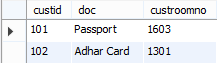 custid doc custroomno
101 Passport 1603
102 Adhar Card 1301